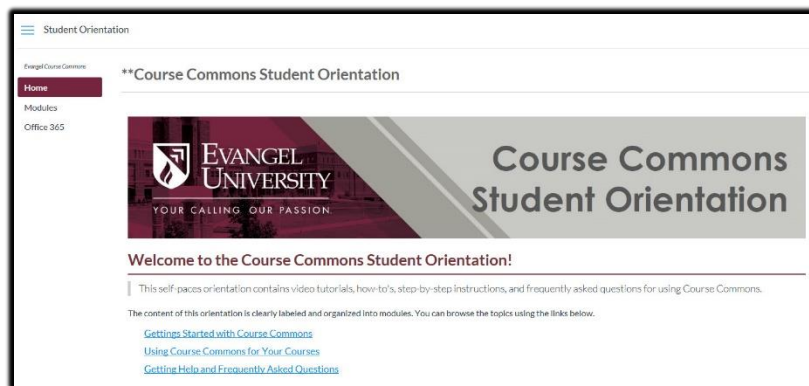 Student Orientation
Evangel Course Commons
Home
Modules
Office 365
**Course Commons Student Orientation
EVANGEL
UNIVERSITY
YOUR CALLING OUR PASSION.
Course Commons
Student Orientation
Welcome to the Course Commons Student Orientation!
This self-paces orientation contains video tutorials, how-to's, step-by-step instructions, and frequently asked questions for using Course Commons.
The content of this orientation is clearly labeled and organized into modules. You can browse the topics using the links below.
Gettings Started with Course Commons
Using Course Commons for Your Courses
Getting Help and Frequently Asked Questions